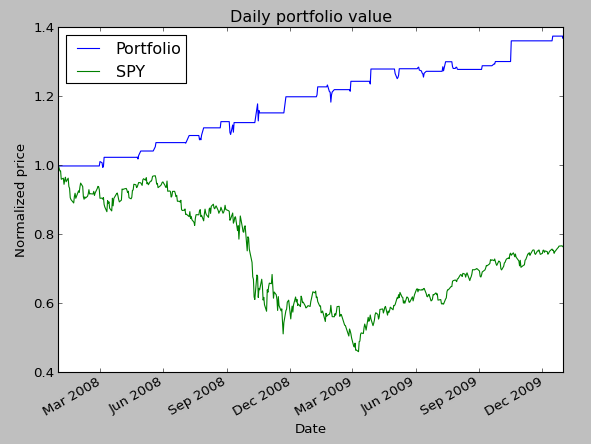 Daily portfolio value
Portfolio
SPY
1.4
1.2
1.0
0.8
0.6
0.4
Normalized price
Mar 2008
Jun 2008
Sep 2008
Dec 2008
Mar 2009
Jun 2009
Sep 2009
Dec 2009
Date